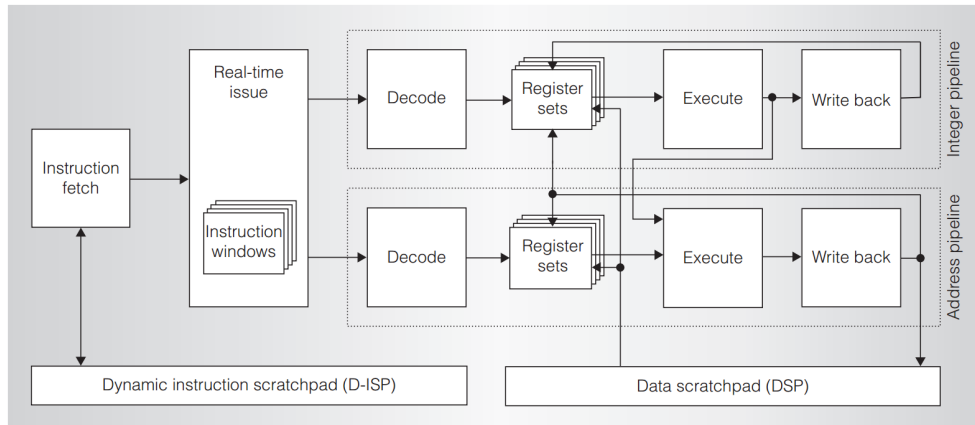 Real-time
issue
Instruction
windows
Instruction
fetch
Decode
Register
sets
Execute
Write back
Integer pipeline
Decode
Register
sets
Execute
Write back
Address pipeline
Dynamic instruction scratchpad (D-ISP)
Data scratchpad (DSP)